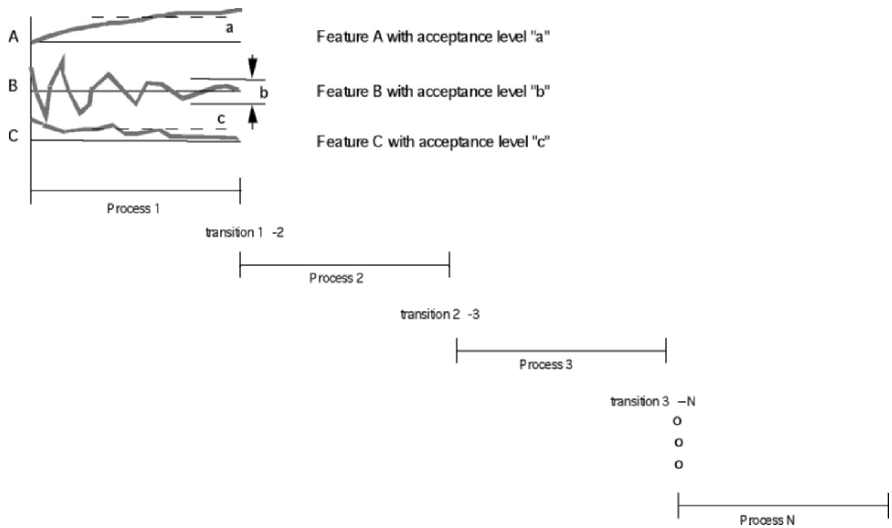 A
a
Feature A with acceptance level "a"
B
b
Feature B with acceptance level "b"
c
C
Feature C with acceptance level "c"
Process 1
transition 1 -2
Process 2
transition 2 -3
Process 3
transition 3 –N
o
o
o
Process N